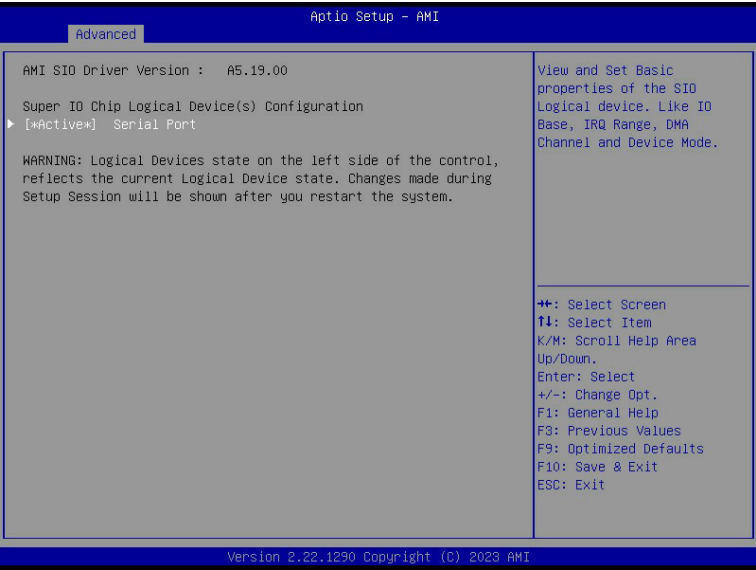 Aptio Setup – AMI
Advanced
AMI SIO Driver Version : A5.19.00
Super IO Chip Logical Device(s) Configuration
[*Active*] Serial Port
WARNING: Logical Devices state on the left side of the control,
reflects the current Logical Device state. Changes made during
Setup Session will be shown after you restart the system.
View and Set Basic
properties of the SIO
Logical device. Like IO
Base, IRQ Range, DMA
Channel and Device Mode.
→←: Select Screen
↑↓: Select Item
K/M: Scroll Help Area
Up/Down.
Enter: Select
+/-: Change Opt.
F1: General Help
F3: Previous Values
F9: Optimized Defaults
F10: Save & Exit
ESC: Exit
Version 2.22.1290 Copyright (C) 2023 AMI